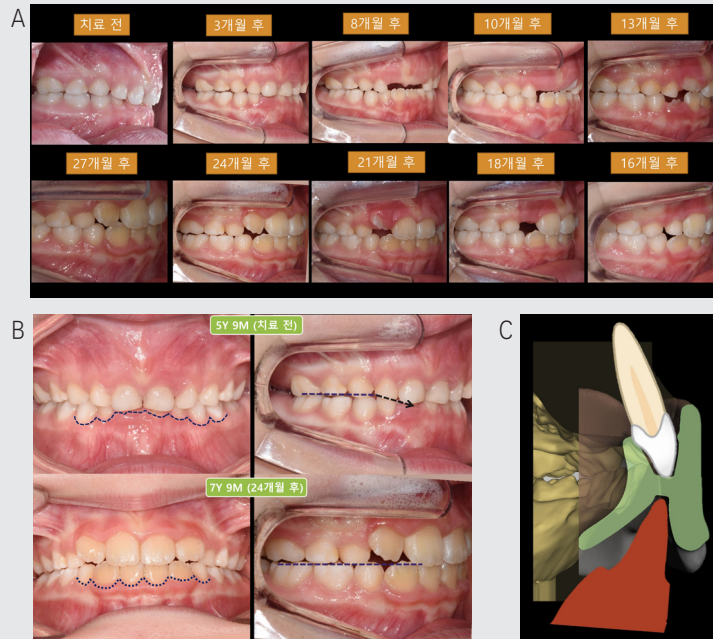 A
치료 전
3개월 후
8개월 후
10개월 후
13개월 후
27개월 후
24개월 후
21개월 후
18개월 후
16개월 후
B
5Y 9M (치료 전)
7Y 9M (24개월 후)
C